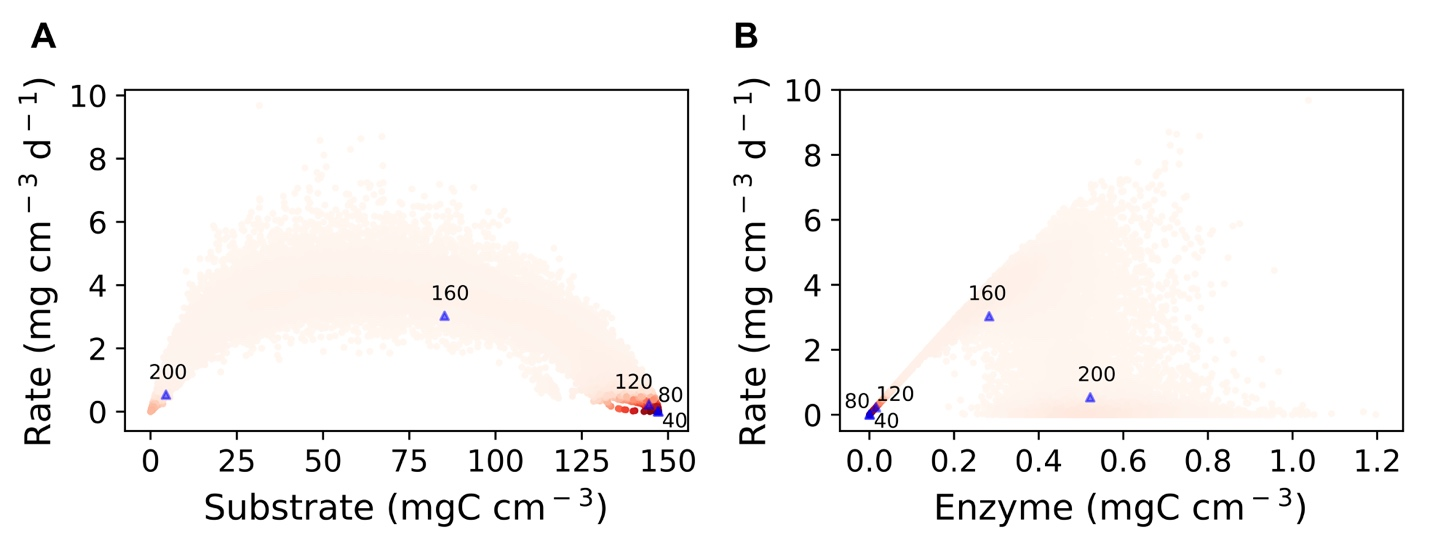 A
Rate (mg cm⁻³ d⁻¹)
10
8
6
4
2
0
160
200
120
80
40
0 25 50 75 100 125 150
Substrate (mgC cm⁻³)
B
Rate (mg cm⁻³ d⁻¹)
10
8
6
4
2
0
160
200
80 120
40
0.0 0.2 0.4 0.6 0.8 1.0 1.2
Enzyme (mgC cm⁻³)